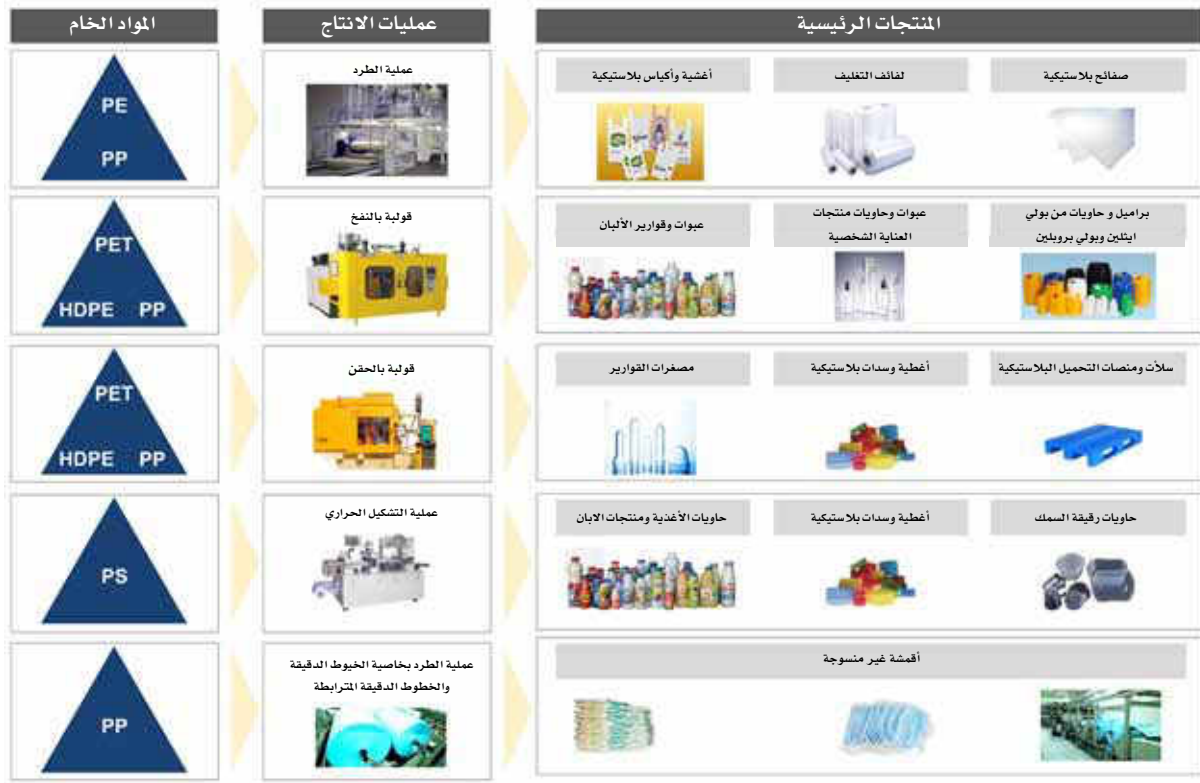 المواد الخام
عمليات الانتاج
المنتجات الرئيسية
PE
PP
عملية الطرد
أغشية وأكياس بلاستيكية
لفائف التغليف
صفائح بلاستيكية
PET
HDPE PP
قولبة بالنفخ
عبوات وقوارير الألبان
عبوات وحاويات منتجات
العناية الشخصية
براميل و حاويات من بولي
ايثلين وبولي بروبلين
PET
HDPE PP
قولبة بالحقن
مصغرات القوارير
أغطية وسدات بلاستيكية
سلأت ومنصات التحميل البلاستيكية
PS
عملية التشكيل الحراري
حاويات الأغذية ومنتجات الابان
أغطية وسدات بلاستيكية
حاويات رقيقة السمك
PP
عملية الطرد بخاصية الخيوط الدقيقة
والخطوط الدقيقة المترابطة
أقمشة غير منسوجة